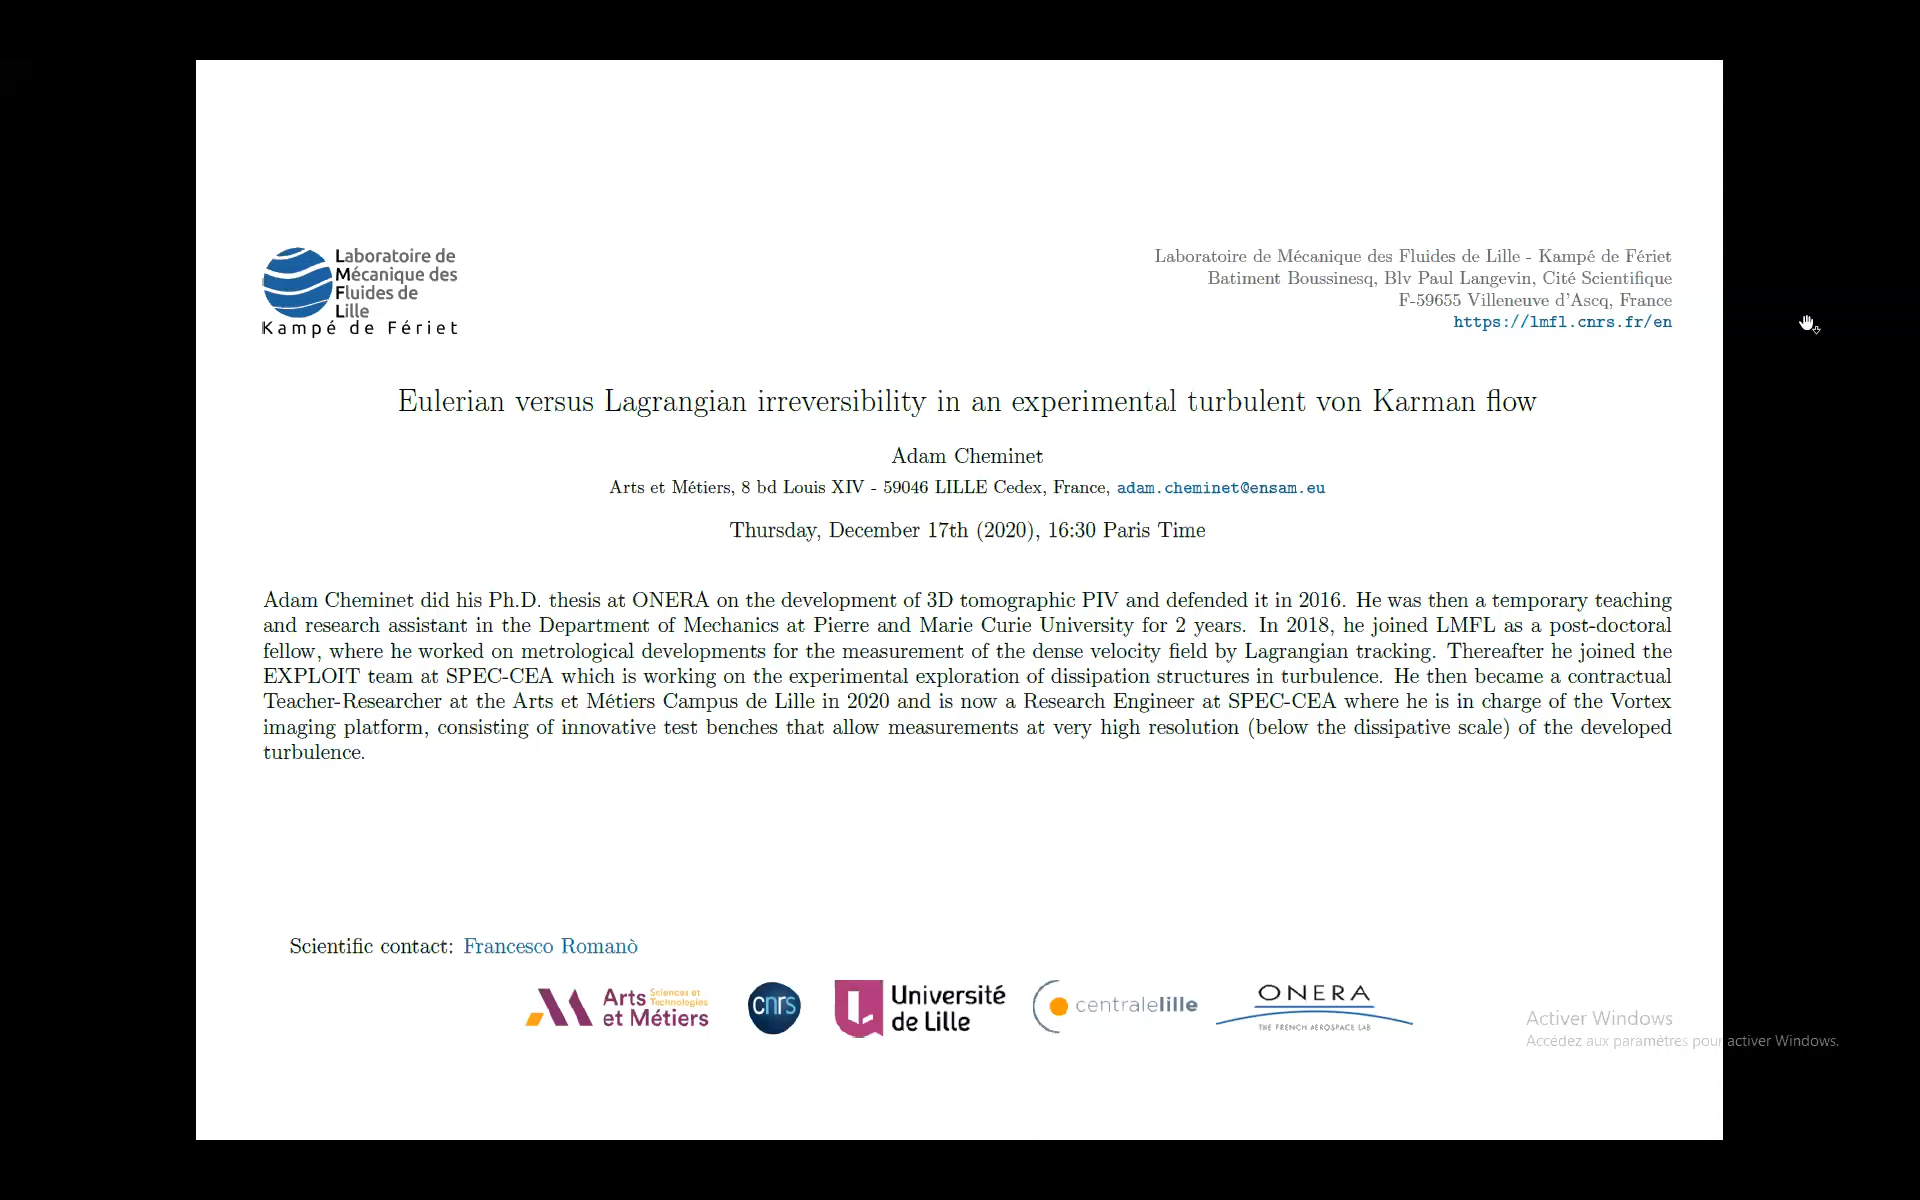 Laboratoire de
Mécanique des
Fluides de
Lille
Kampé de Fériet
Laboratoire de Mécanique des Fluides de Lille - Kampé de Fériet
Batiment Boussinesq, Blv Paul Langevin, Cité Scientifique
F-59655 Villeneuve d'Ascq, France
https://lmfl.cnrs.fr/en
Eulerian versus Lagrangian irreversibility in an experimental turbulent von Karman flow
Adam Cheminet
Arts et Métiers, 8 bd Louis XIV - 59046 LILLE Cedex, France, adam.cheminet@ensam.eu
Thursday, December 17th (2020), 16:30 Paris Time
Adam Cheminet did his Ph.D. thesis at ONERA on the development of 3D tomographic PIV and defended it in 2016. He was then a temporary teaching
and research assistant in the Department of Mechanics at Pierre and Marie Curie University for 2 years. In 2018, he joined LMFL as a post-doctoral
fellow, where he worked on metrological developments for the measurement of the dense velocity field by Lagrangian tracking. Thereafter he joined the
EXPLOIT team at SPEC-CEA which is working on the experimental exploration of dissipation structures in turbulence. He then became a contractual
Teacher-Researcher at the Arts et Métiers Campus de Lille in 2020 and is now a Research Engineer at SPEC-CEA where he is in charge of the Vortex
imaging platform, consisting of innovative test benches that allow measurements at very high resolution (below the dissipative scale) of the developed
turbulence.
Scientific contact: Francesco Romanò
Arts Sciences et Technologies
et Métiers
cnrs
Université
de Lille
centralelille
ONERA
THE FRENCH AEROSPACE LAB
Activer Windows
Accédez aux paramètres pour activer Windows.